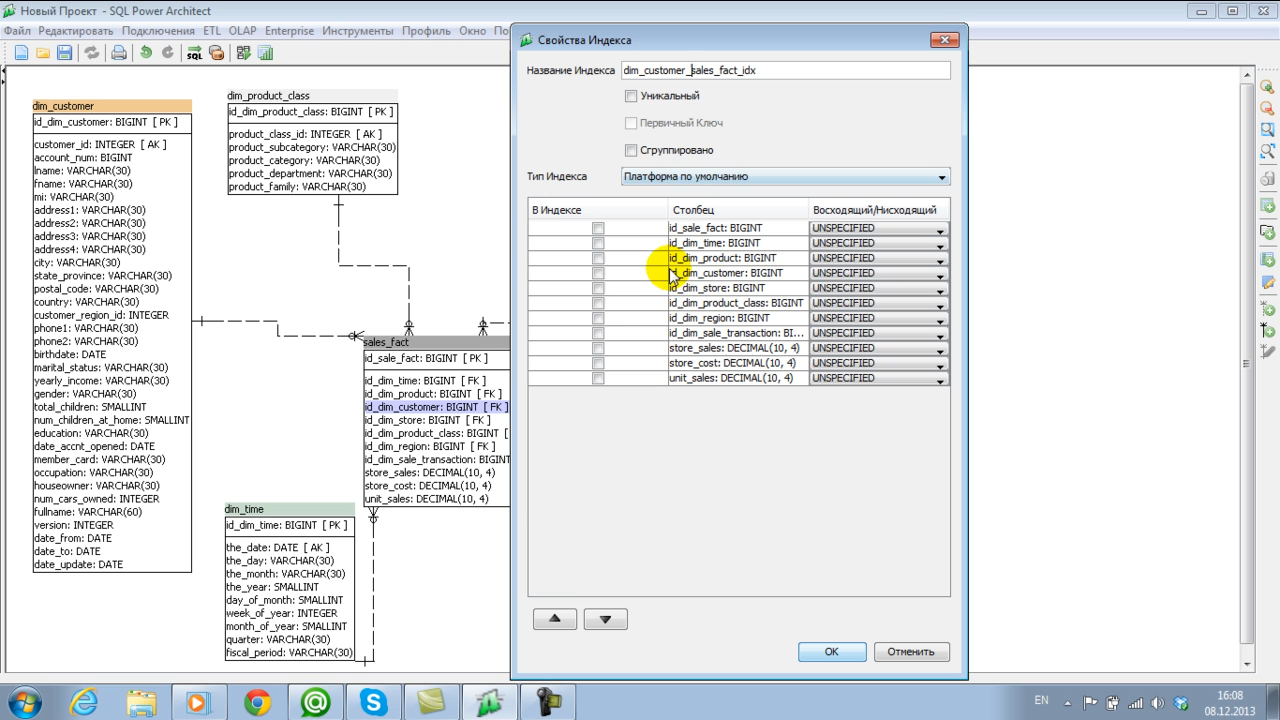 Новый Проект - SQL Power Architect
Файл Редактировать Подключения ETL OLAP Enterprise Инструменты Профиль Окно
SQL
dim_customer
id_dim_customer: BIGINT [ PK ]
customer_id: INTEGER [ AK ]
account_num: BIGINT
lname: VARCHAR(30)
fname: VARCHAR(30)
mi: VARCHAR(30)
address1: VARCHAR(30)
address2: VARCHAR(30)
address3: VARCHAR(30)
address4: VARCHAR(30)
city: VARCHAR(30)
state_province: VARCHAR(30)
postal_code: VARCHAR(30)
country: VARCHAR(30)
customer_region_id: INTEGER
phone1: VARCHAR(30)
phone2: VARCHAR(30)
birthdate: DATE
marital_status: VARCHAR(30)
yearly_income: VARCHAR(30)
gender: VARCHAR(30)
total_children: SMALLINT
num_children_at_home: SMALLINT
education: VARCHAR(30)
date_accnt_opened: DATE
member_card: VARCHAR(30)
occupation: VARCHAR(30)
houseowner: VARCHAR(30)
num_cars_owned: INTEGER
fullname: VARCHAR(60)
version: INTEGER
date_from: DATE
date_to: DATE
date_update: DATE
dim_product_class
id_dim_product_class: BIGINT [ PK ]
product_class_id: INTEGER [ AK ]
product_subcategory: VARCHAR(30)
product_category: VARCHAR(30)
product_department: VARCHAR(30)
product_family: VARCHAR(30)
sales_fact
id_sale_fact: BIGINT [ PK ]
id_dim_time: BIGINT [ FK ]
id_dim_product: BIGINT [ FK ]
id_dim_customer: BIGINT [ FK ]
id_dim_store: BIGINT [ FK ]
id_dim_product_class: BIGINT [
id_dim_region: BIGINT [ FK ]
id_dim_sale_transaction: BIGINT
store_sales: DECIMAL(10, 4)
store_cost: DECIMAL(10, 4)
unit_sales: DECIMAL(10, 4)
dim_time
id_dim_time: BIGINT [ PK ]
the_date: DATE [ AK ]
the_day: VARCHAR(30)
the_month: VARCHAR(30)
the_year: SMALLINT
day_of_month: SMALLINT
week_of_year: INTEGER
month_of_year: SMALLINT
quarter: VARCHAR(30)
fiscal_period: VARCHAR(30)
Свойства Индекса
Название Индекса dim_customer_sales_fact_idx
Уникальный
Первичный Ключ
Сгруппировано
Тип Индекса Платформа по умолчанию
В Индексе Столбец Восходящий/Нисходящий
id_sale_fact: BIGINT UNSPECIFIED
id_dim_time: BIGINT UNSPECIFIED
id_dim_product: BIGINT UNSPECIFIED
id_dim_customer: BIGINT UNSPECIFIED
id_dim_store: BIGINT UNSPECIFIED
id_dim_product_class: BIGINT UNSPECIFIED
id_dim_region: BIGINT UNSPECIFIED
id_dim_sale_transaction: BI... UNSPECIFIED
store_sales: DECIMAL(10, 4) UNSPECIFIED
store_cost: DECIMAL(10, 4) UNSPECIFIED
unit_sales: DECIMAL(10, 4) UNSPECIFIED
OK Отменить
EN
16:08
08.12.2013